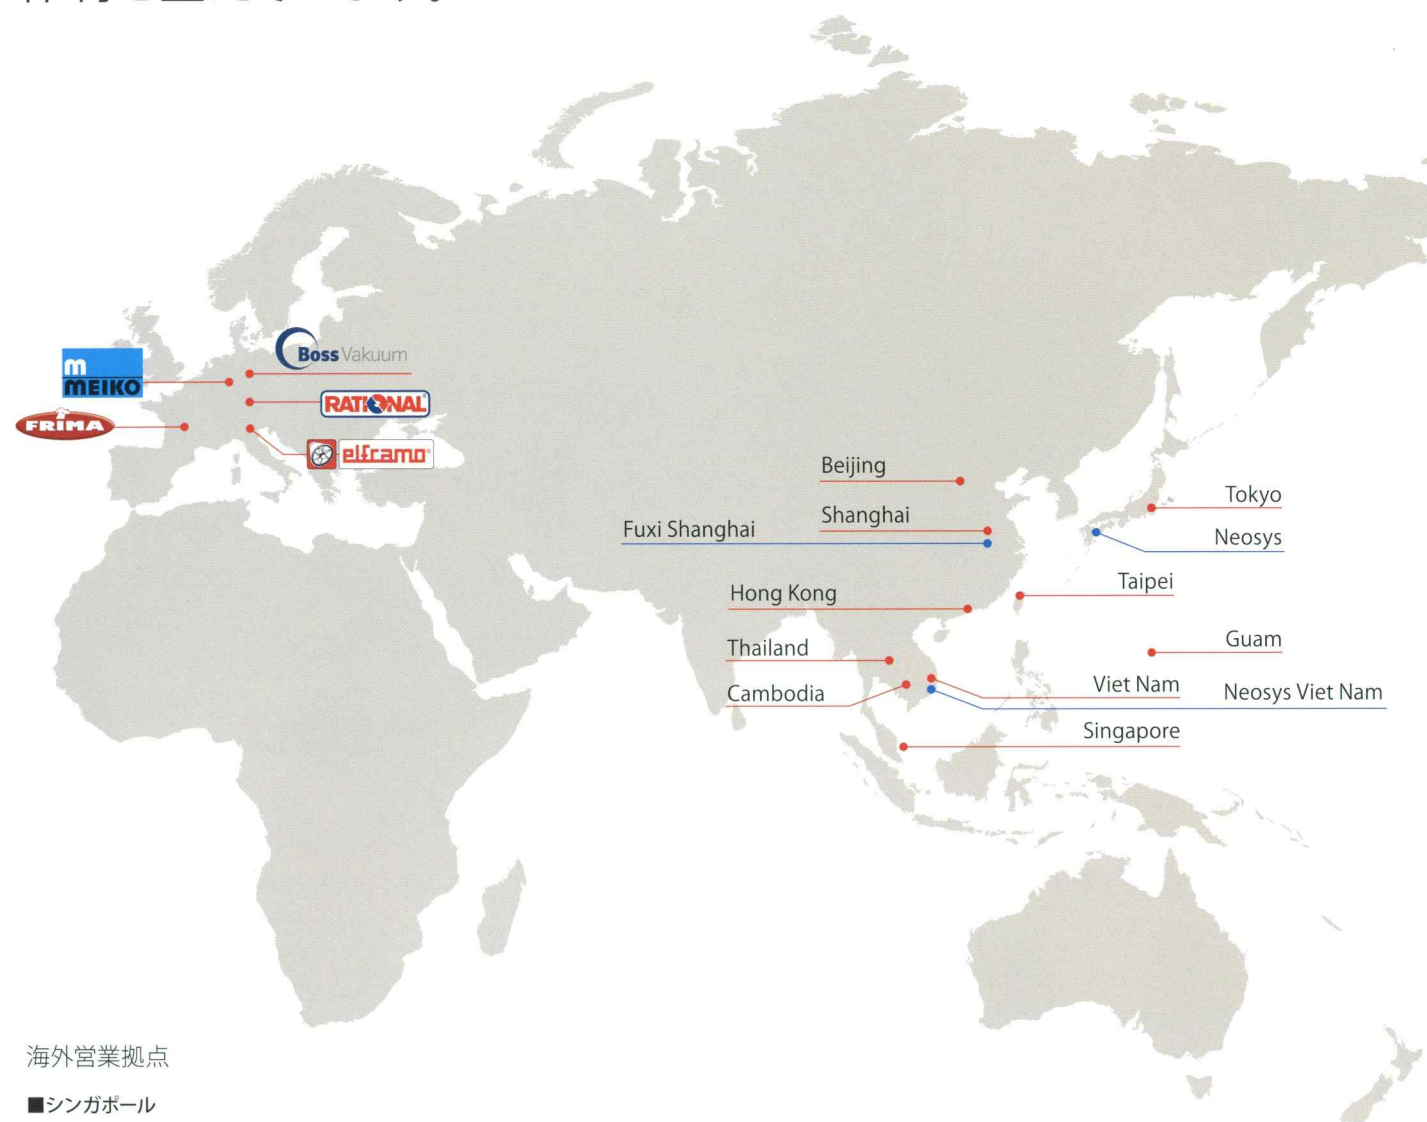 Boss Vakuum
m
MEIKO
RATIONAL
FRIMA
elframo
Beijing
Tokyo
Shanghai
Fuxi Shanghai
Neosys
Taipei
Hong Kong
Guam
Thailand
Viet Nam
Neosys Viet Nam
Cambodia
Singapore
海外営業拠点
■シンガポール